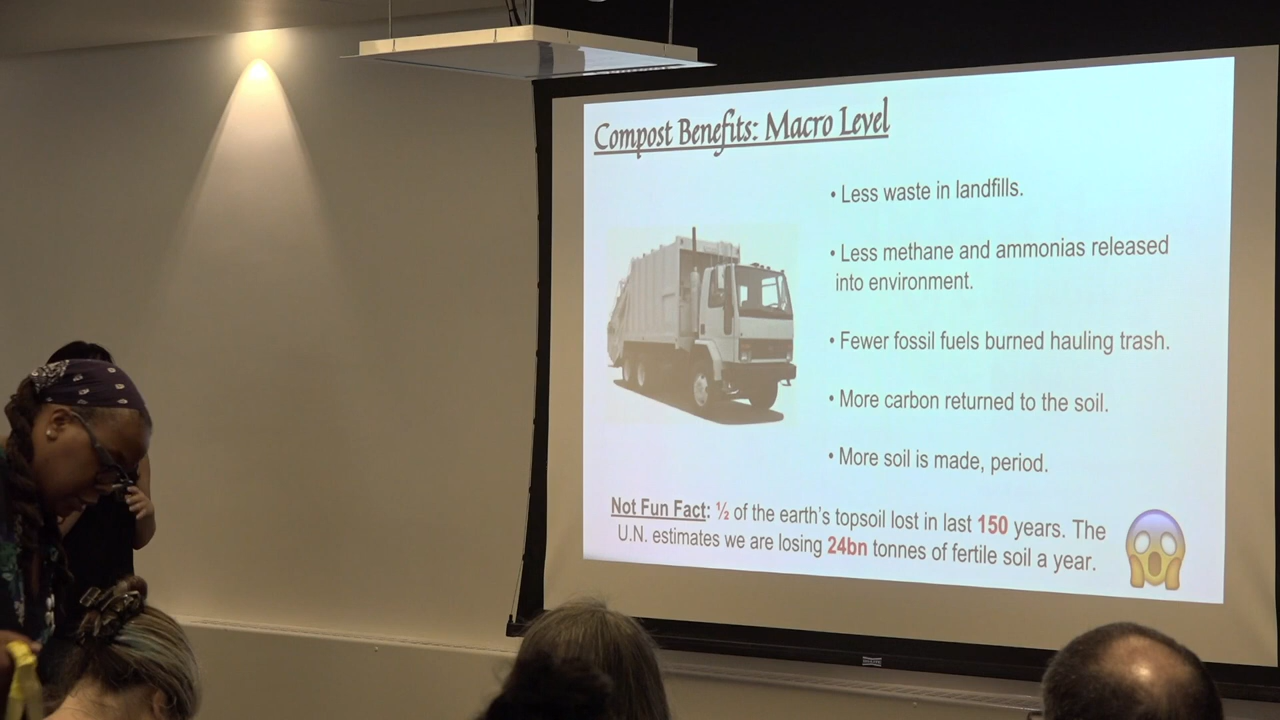 Compost Benefits: Macro Level
• Less waste in landfills.
• Less methane and ammonias released
into environment.
• Fewer fossil fuels burned hauling trash.
• More carbon returned to the soil.
• More soil is made, period.
Not Fun Fact: ½ of the earth's topsoil lost in last 150 years. The
U.N. estimates we are losing 24bn tonnes of fertile soil a year.